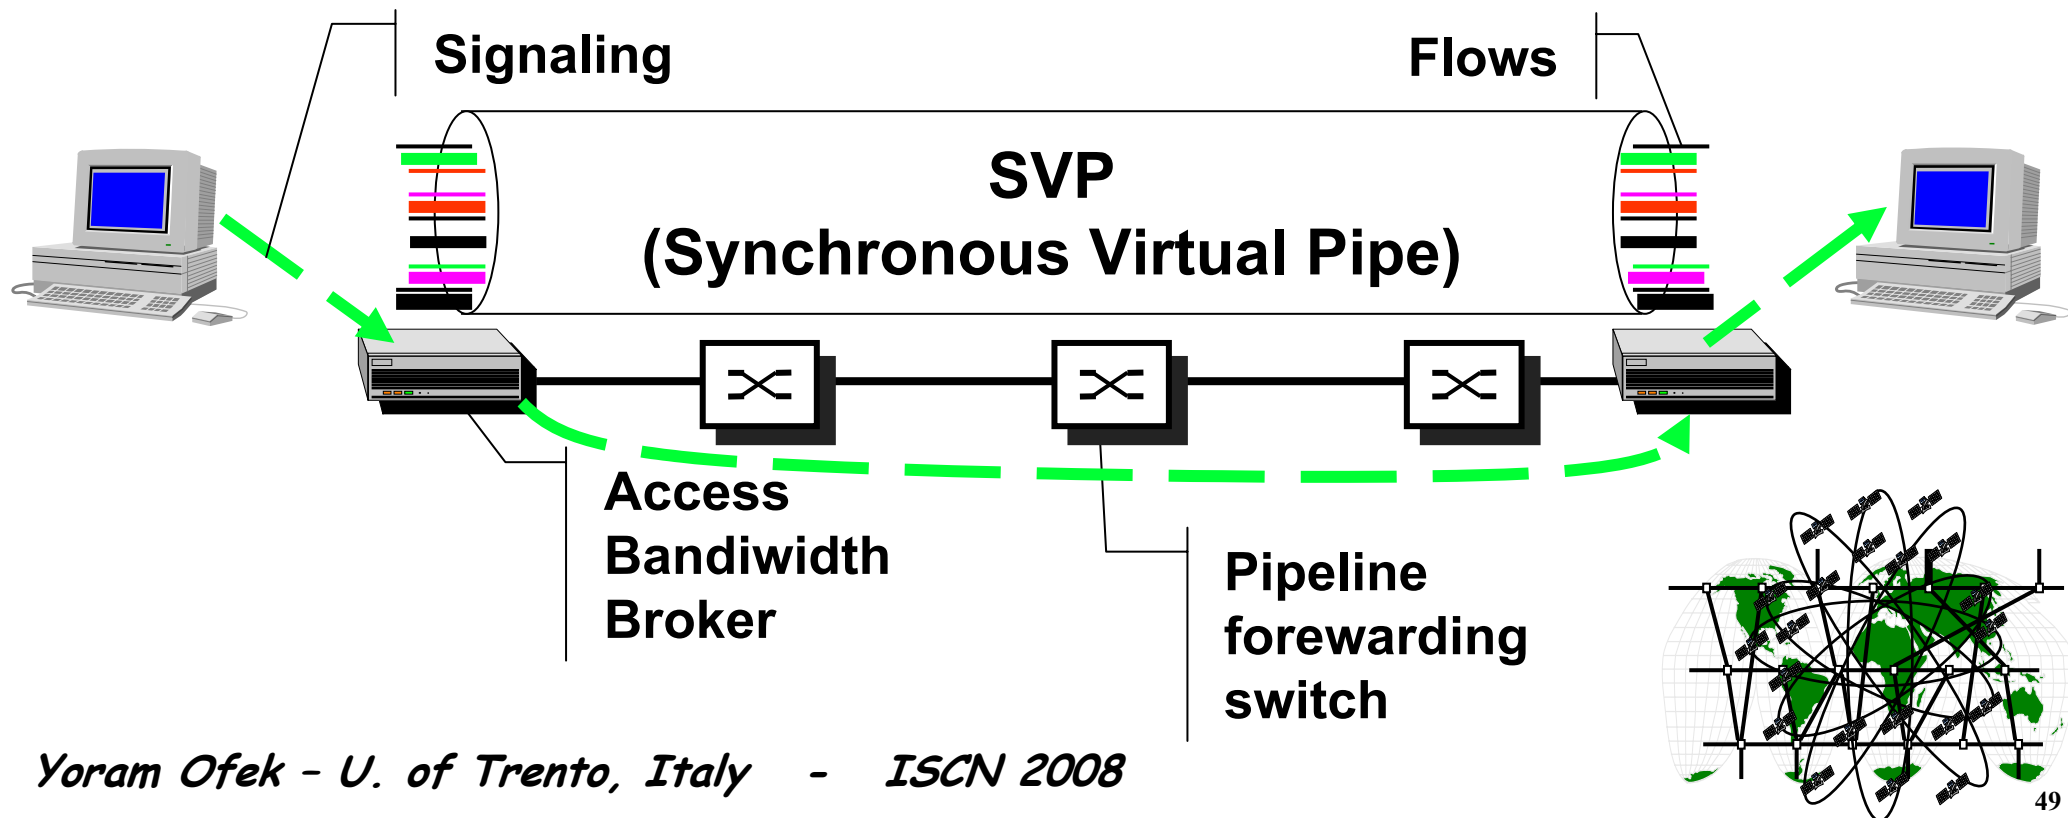 Signaling
Flows
SVP
(Synchronous Virtual Pipe)
Access
Bandiwidth
Broker
Pipeline
forewarding
switch
Yoram Ofek – U. of Trento, Italy - ISCN 2008
49